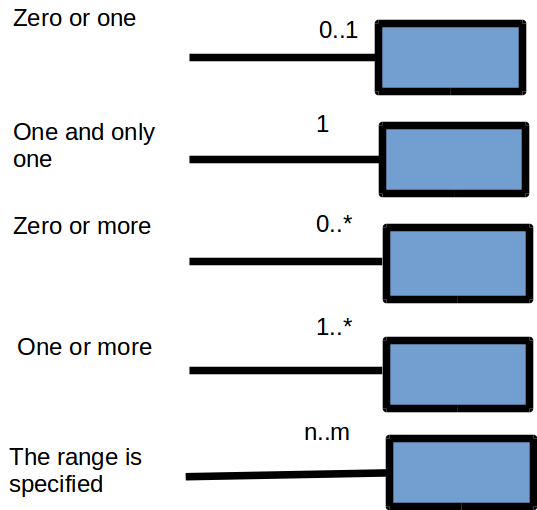 Zero or one
0..1
One and only
one
1
Zero or more
0..*
One or more
1..*
The range is
specified
n..m